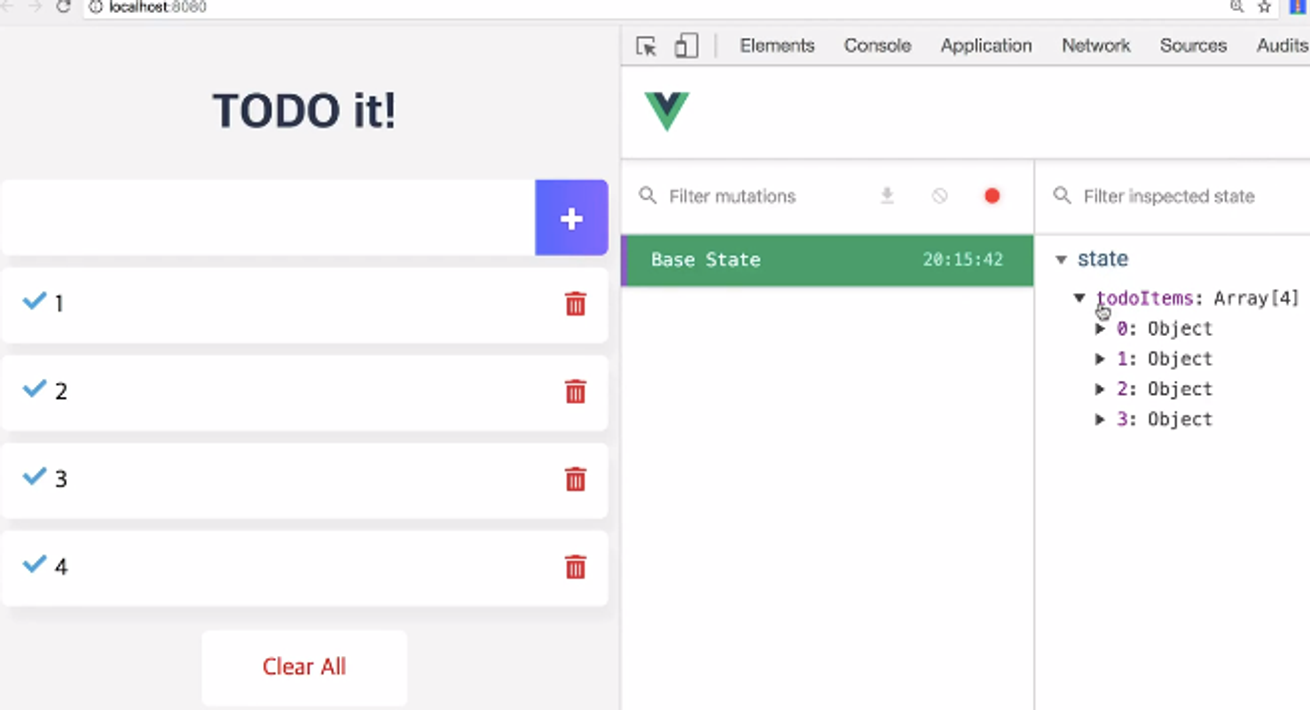 localhost:8080
Elements Console Application Network Sources Audits
TODO it!
Filter mutations
Filter inspected state
Base State 20:15:42
state
todoItems: Array[4]
0: Object
1: Object
2: Object
3: Object
1
2
3
4
Clear All